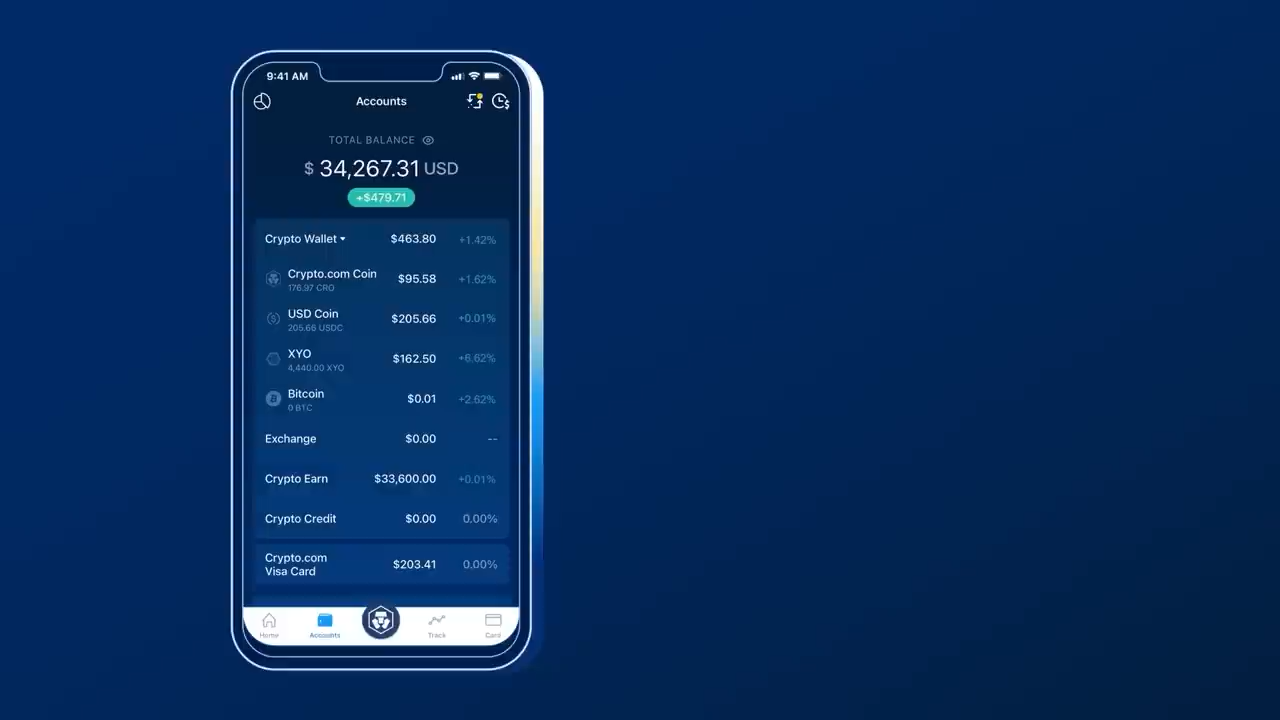 9:41 AM
Accounts
TOTAL BALANCE
$ 34,267.31 USD
+$479.71
Crypto Wallet $463.80 +1.42%
Crypto.com Coin $95.58 +1.62%
176.97 CRO
USD Coin $205.66 +0.01%
205.66 USDC
XYO $162.50 +6.62%
4,440.00 XYO
Bitcoin $0.01 +2.62%
0 BTC
Exchange $0.00 --
Crypto Earn $33,600.00 +0.01%
Crypto Credit $0.00 0.00%
Crypto.com
Visa Card $203.41 0.00%
Home Accounts Track Card